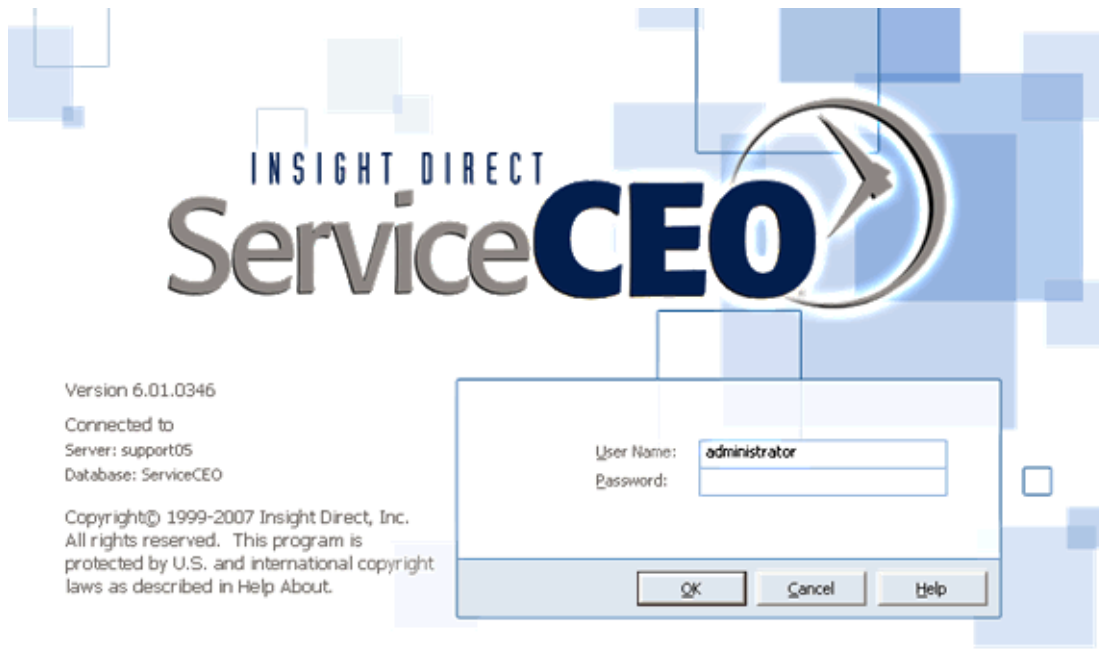 INSIGHT DIRECT
ServiceCEO
Version 6.01.0346
Connected to
Server: support05
Database: ServiceCEO
Copyright© 1999-2007 Insight Direct, Inc.
All rights reserved.  This program is
protected by U.S. and international copyright
laws as described in Help About.
User Name: administrator
Password:
OK Cancel Help